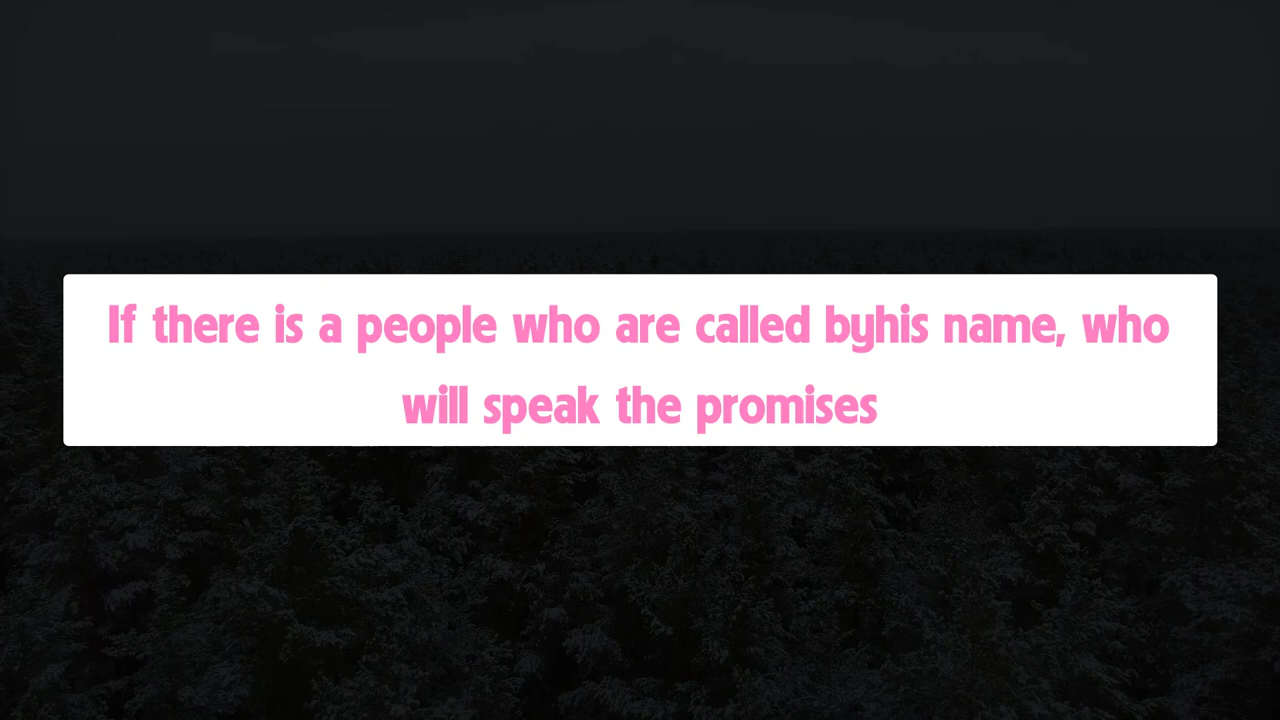 If there is a people who are called byhis name, who
will speak the promises